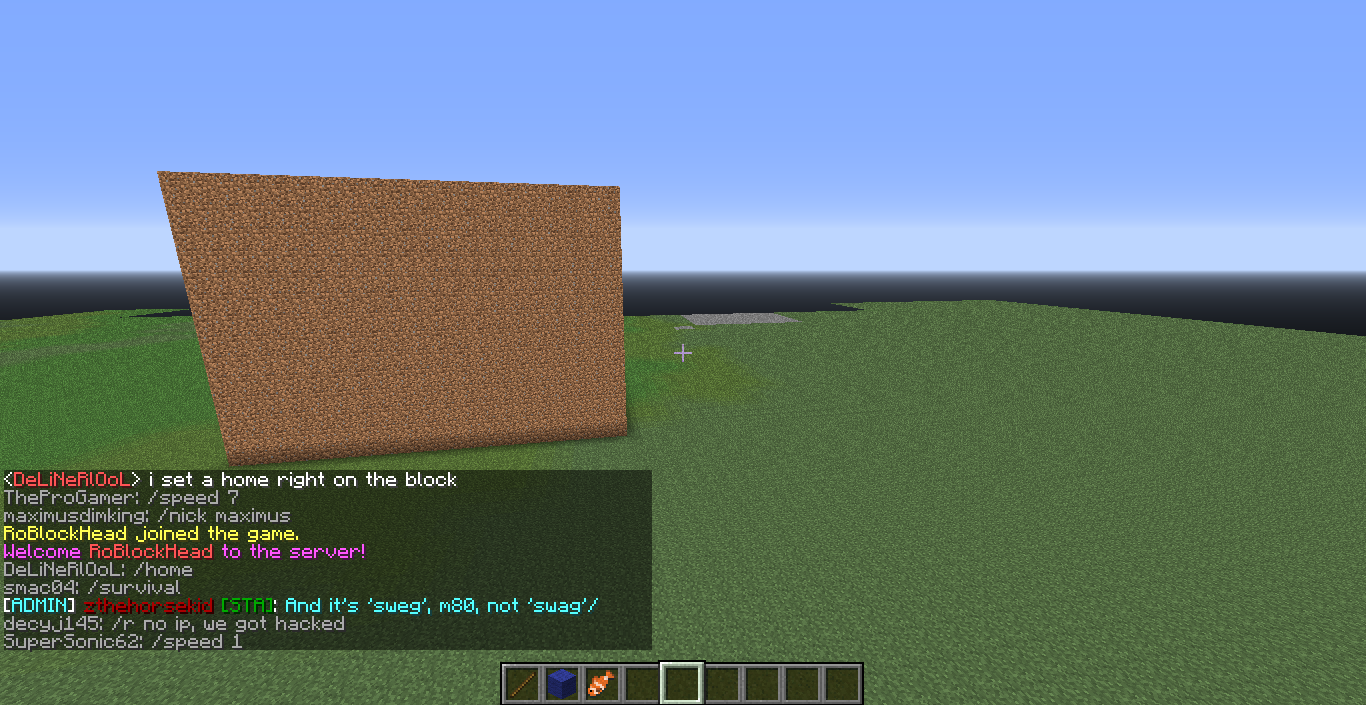 <DeLiNeRlOoL> i set a home right on the block
TheProGamer: /speed 7
maximusdimking: /nick maximus
RoBlockHead joined the game.
Welcome RoBlockHead to the server!
DeLiNeRlOoL: /home
smac04: /survival
[ADMIN] zthehorsekid [STA]: And it's 'sweg', m80, not 'swag'/
decyj145: /r no ip, we got hacked
SuperSonic62: /speed 1